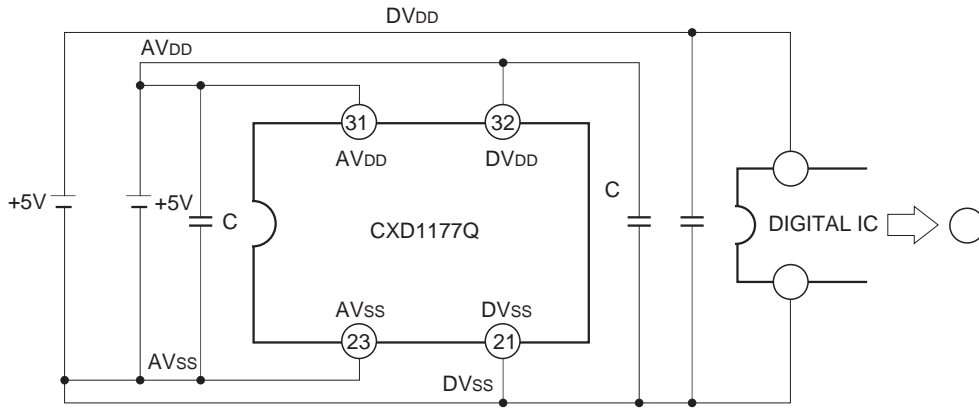 DVDD
AVDD
31
32
AVDD
DVDD
+5V
+5V
C
C
CXD1177Q
DIGITAL IC
AVSS
DVSS
23
21
AVSS
DVSS